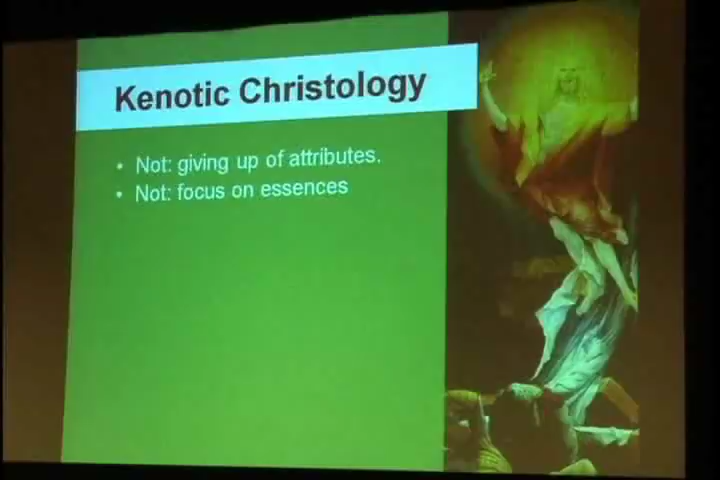 Kenotic Christology
• Not: giving up of attributes.
• Not: focus on essences